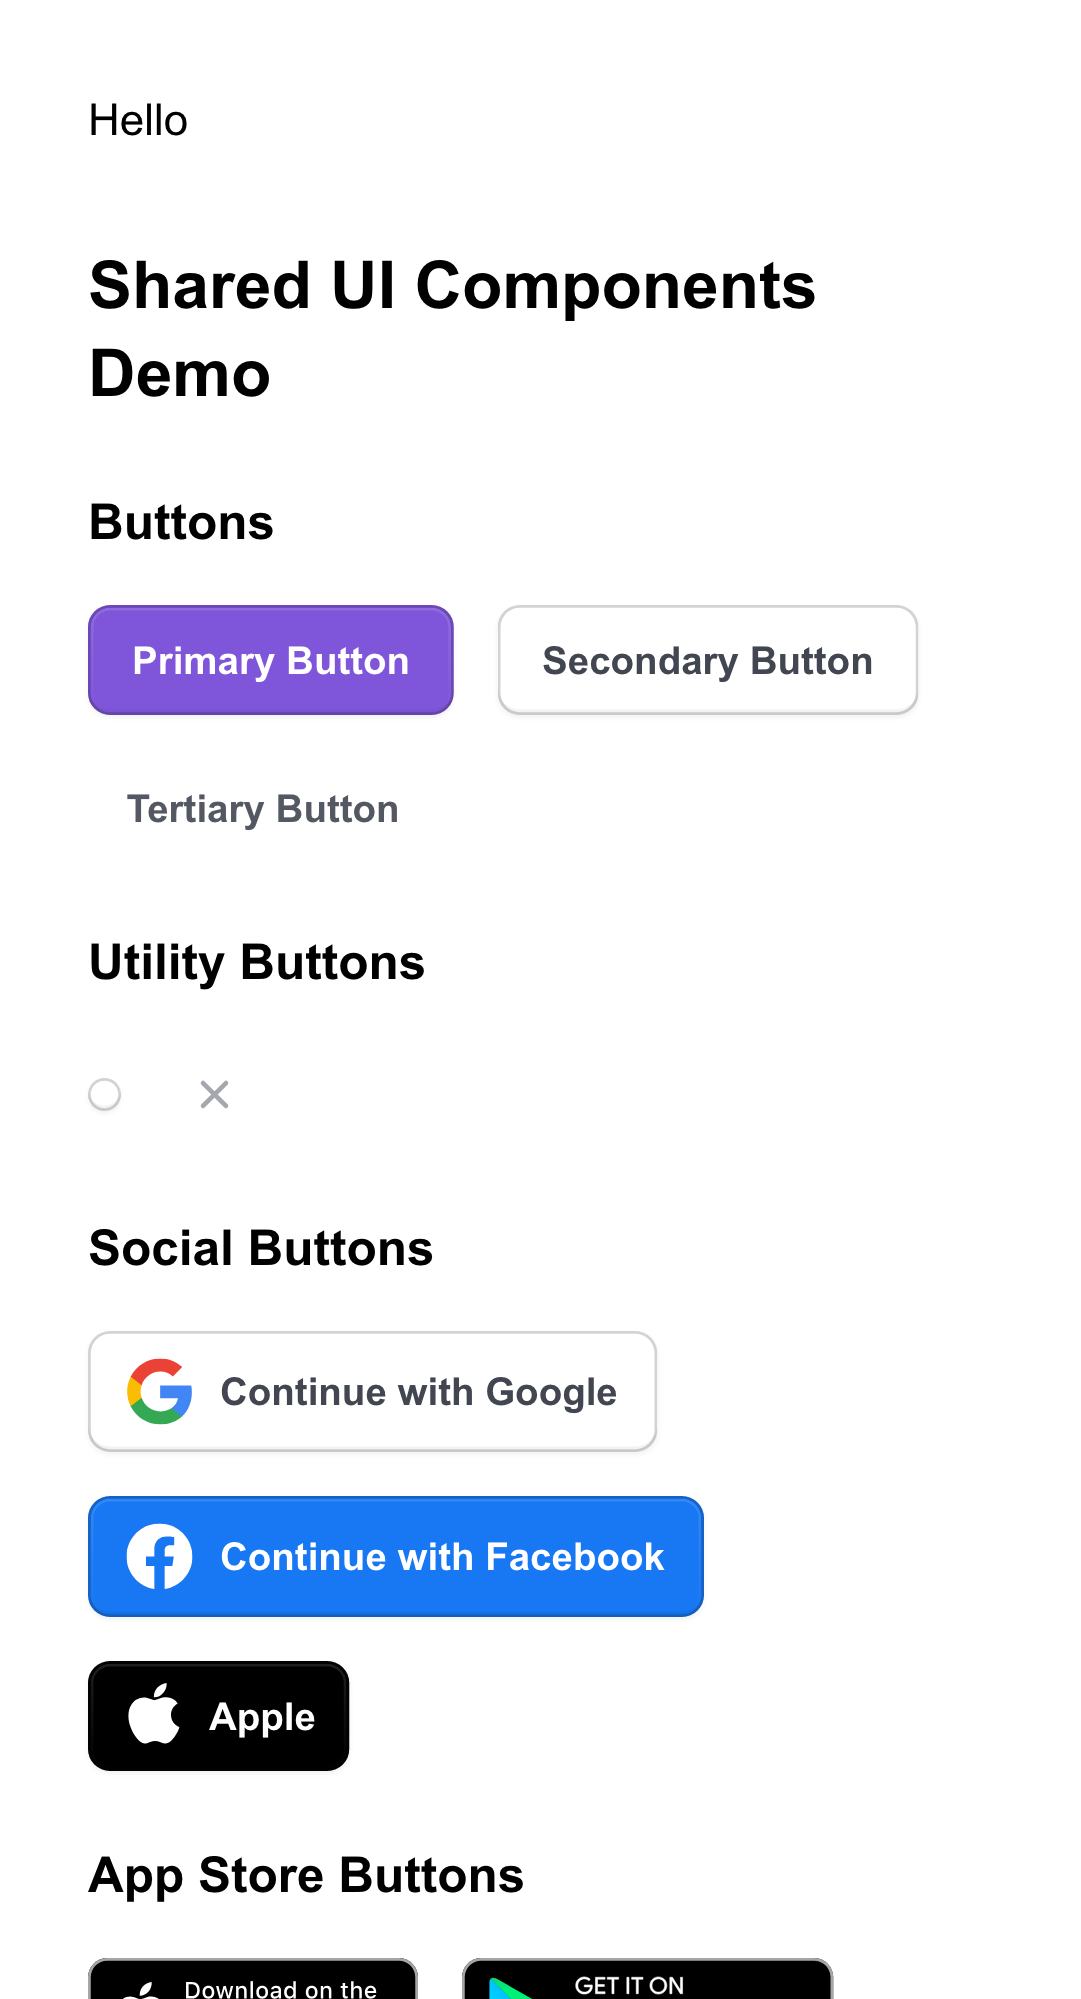 Hello
Shared UI Components
Demo
Buttons
Primary Button
Secondary Button
Tertiary Button
Utility Buttons
Social Buttons
Continue with Google
Continue with Facebook
Apple
App Store Buttons
Download on the
GET IT ON